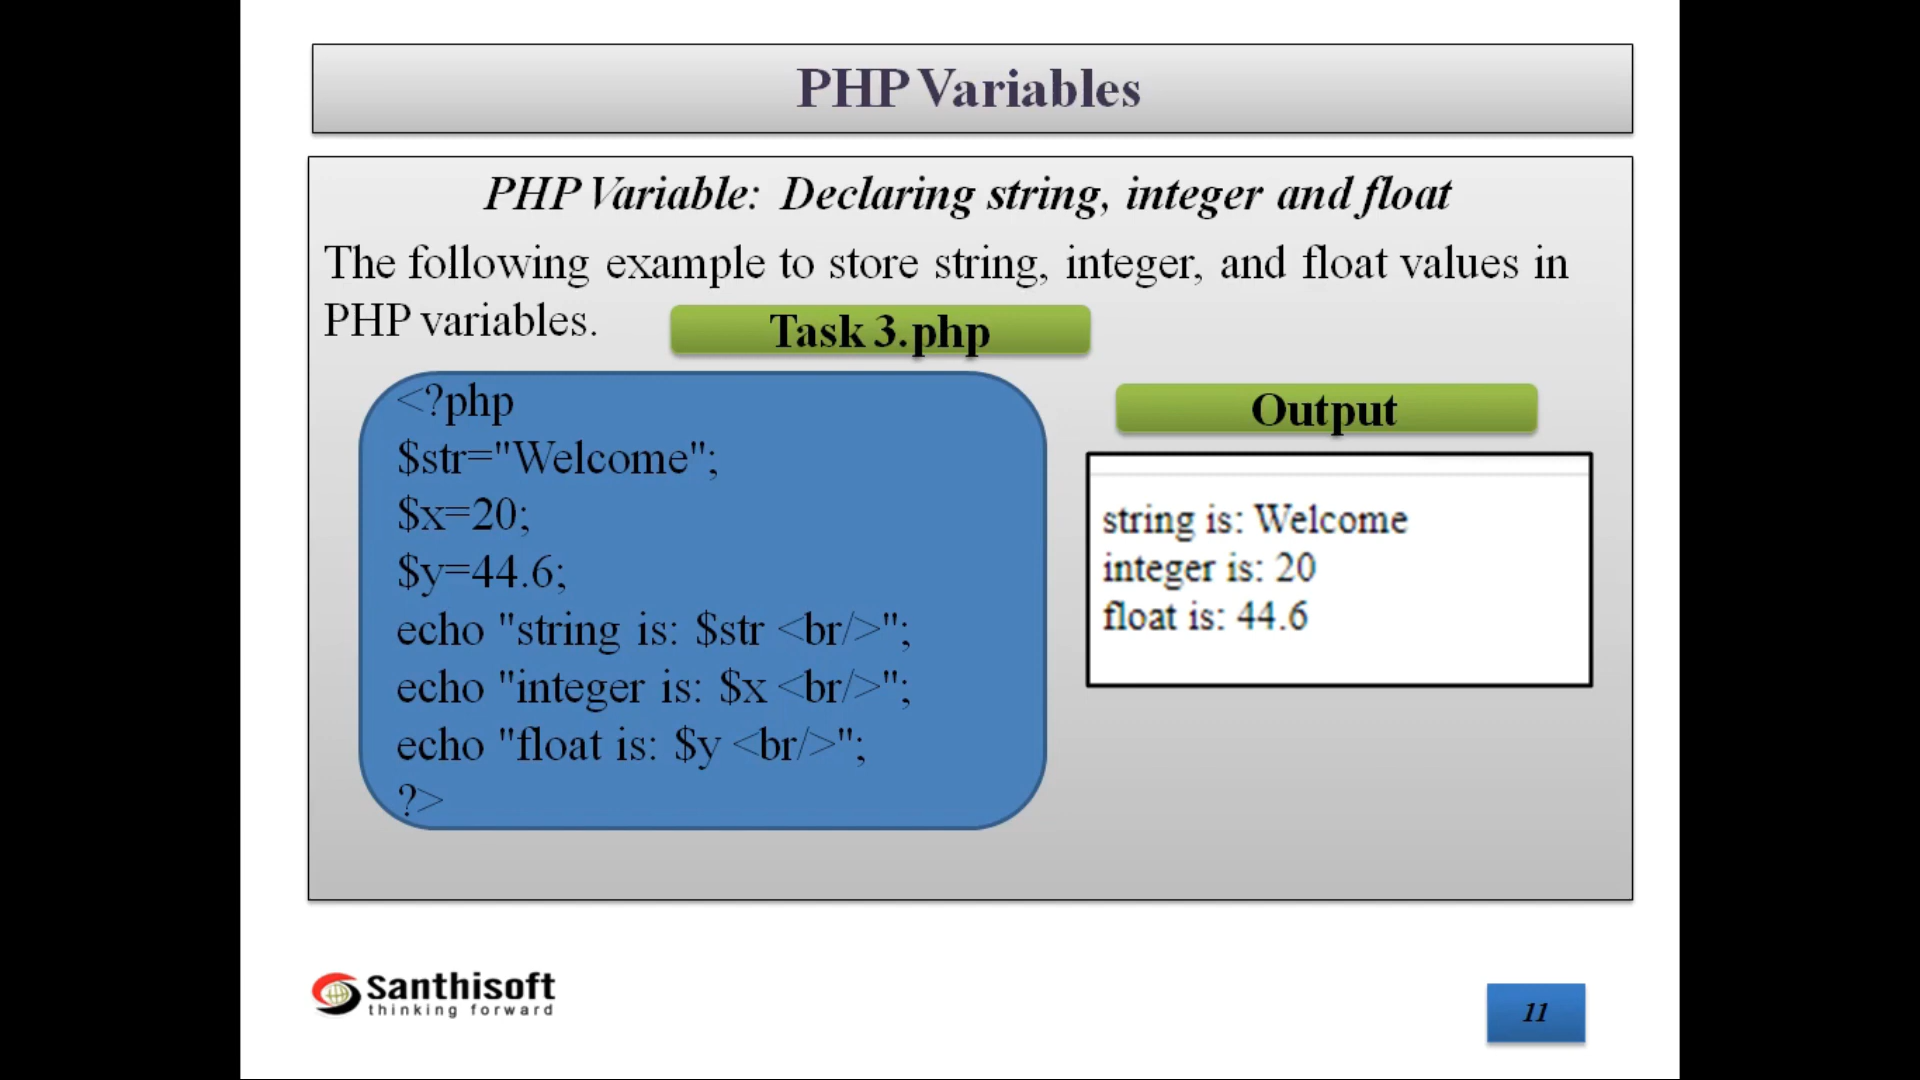 PHP Variables
PHP Variable: Declaring string, integer and float
The following example to store string, integer, and float values in
PHP variables.
Task 3.php
<?php
$str="Welcome";
$x=20;
$y=44.6;
echo "string is: $str <br/>";
echo "integer is: $x <br/>";
echo "float is: $y <br/>";
?>
Output
string is: Welcome
integer is: 20
float is: 44.6
Santhisoft
thinking forward
11